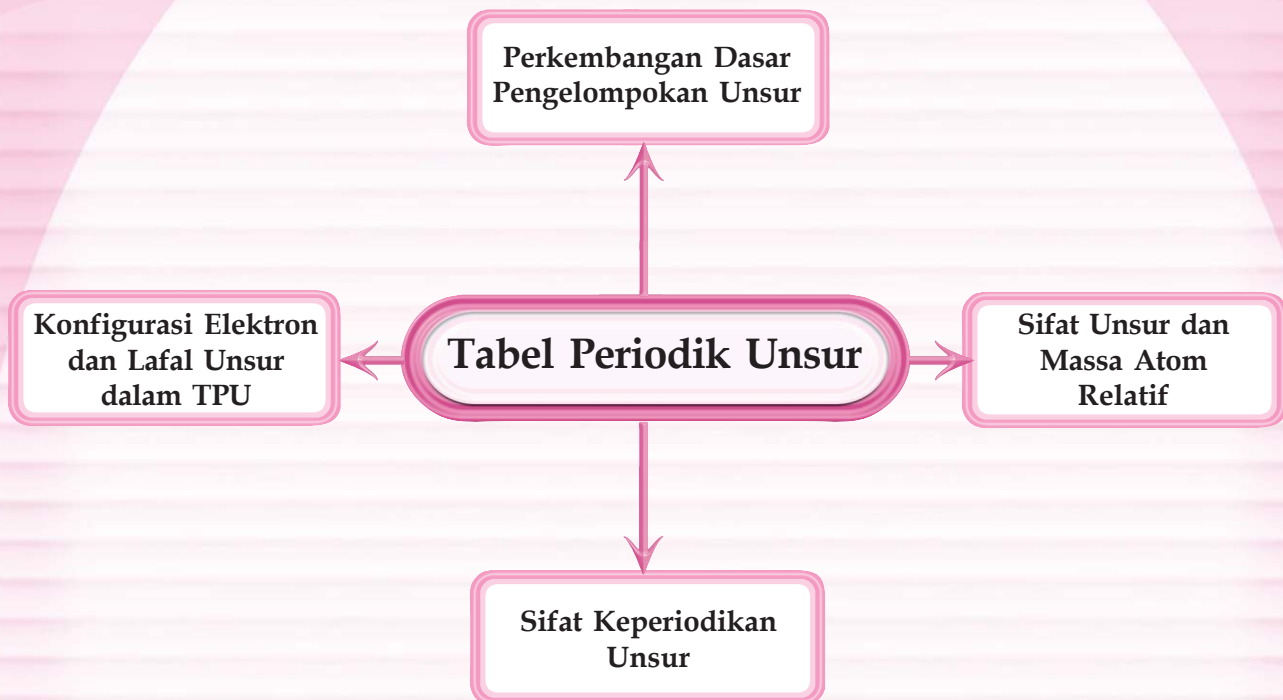 Perkembangan Dasar
Pengelompokan Unsur
Konfigurasi Elektron
dan Lafal Unsur
dalam TPU
Tabel Periodik Unsur
Sifat Unsur dan
Massa Atom
Relatif
Sifat Keperiodikan
Unsur